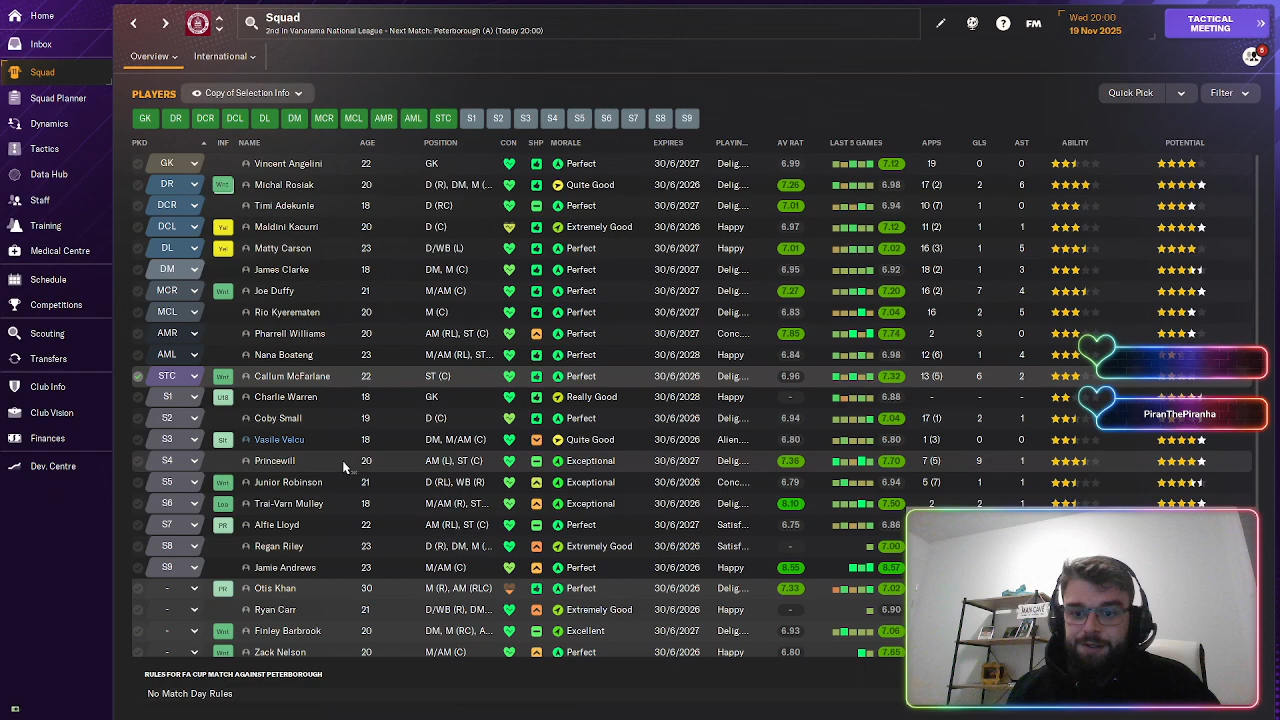 Home
Squad
2nd in Vanarama National League - Next Match: Peterborough (A) (Today 20:00)
FM
Wed 20:00
19 Nov 2025
TACTICAL MEETING
Inbox
Squad
Squad Planner
Dynamics
Tactics
Data Hub
Staff
Training
Medical Centre
Schedule
Competitions
Scouting
Transfers
Club Info
Club Vision
Finances
Dev. Centre
Overview International
PLAYERS Copy of Selection Info Quick Pick Filter
GK DR DCR DCL DL DM MCR MCL AMR AML STC S1 S2 S3 S4 S5 S6 S7 S8 S9
PKD INF NAME AGE POSITION CON SHP MORALE EXPIRES PLAYIN... AV RAT LAST 5 GAMES APPS GLS AST ABILITY POTENTIAL
GK Vincent Angelini 22 GK Perfect 30/6/2027 Delig... 6.99 7.12 19 0 0
DR Wnt Michal Rosiak 20 D (R), DM, M (... Quite Good 30/6/2026 Delig... 7.26 6.98 17 (2) 2 6
DCR Timi Adekunle 18 D (RC) Perfect 30/6/2027 Delig... 7.01 6.94 10 (7) 1 0
DCL Yel Maldini Kacurri 20 D (C) Extremely Good 30/6/2026 Happy 6.97 7.12 11 (2) 1 1
DL Yel Matty Carson 23 D/WB (L) Perfect 30/6/2027 Happy 7.01 7.02 16 (3) 1 5
DM James Clarke 18 DM, M (C) Perfect 30/6/2027 Delig... 6.95 6.92 18 (2) 1 3
MCR Wnt Joe Duffy 21 M/AM (C) Perfect 30/6/2026 Delig... 7.27 7.20 16 (2) 7 4
MCL Rio Kyerematen 20 M (C) Perfect 30/6/2028 Delig... 6.83 7.04 16 2 5
AMR Pharrell Williams 20 AM (RL), ST (C) Perfect 30/6/2026 Conc... 7.85 7.74 2 3 0
AML Nana Boateng 23 M/AM (RL), ST... Perfect 30/6/2028 Happy 6.84 6.98 12 (6) 1 4
STC Wnt Callum McFarlane 22 ST (C) Perfect 30/6/2026 Delig... 6.96 7.32 13 (5) 6 2
S1 U18 Charlie Warren 18 GK Really Good 30/6/2028 Happy - 6.88 - - -
S2 Coby Small 19 D (C) Perfect 30/6/2026 Delig... 6.94 7.04 17 (1) 2 1
S3 Slt Vasile Velcu 18 DM, M/AM (C) Quite Good 30/6/2026 Alien... 6.80 6.80 1 (3) 0 0
S4 Princewill 20 AM (L), ST (C) Exceptional 30/6/2026 Delig... 7.36 7.70 7 (5) 9 1
S5 Wnt Junior Robinson 21 D (RL), WB (R) Exceptional 30/6/2026 Conc... 6.79 6.94 5 (7) 1 1
S6 Loa Trai-Varn Mulley 18 M/AM (R), ST... Perfect 30/6/2026 Delig... 8.10 7.50 2 1
S7 PR Alfie Lloyd 22 AM (RL), ST (C) Perfect 30/6/2027 Satisf... 6.75 6.86
S8 Regan Riley 23 D (R), DM, M (... Extremely Good 30/6/2026 Satisf... - 7.00
S9 Jamie Andrews 23 M/AM (C) Perfect 30/6/2026 Happy 8.55 8.57
- PR Otis Khan 30 M (R), AM (RLC) Perfect 30/6/2026 Delig... 7.33 7.02
- Ryan Carr 21 D/WB (R), DM... Extremely Good 30/6/2026 Happy - 6.90
- Wnt Finley Barbrook 20 DM, M (RC), A... Excellent 30/6/2026 Delig... 6.93 7.06
- Wnt Zack Nelson 20 M/AM (C) Perfect 30/6/2026 Happy 6.80 7.65
PiranThePiranha
MAN CAVE
RULES FOR FA CUP MATCH AGAINST PETERBOROUGH
No Match Day Rules